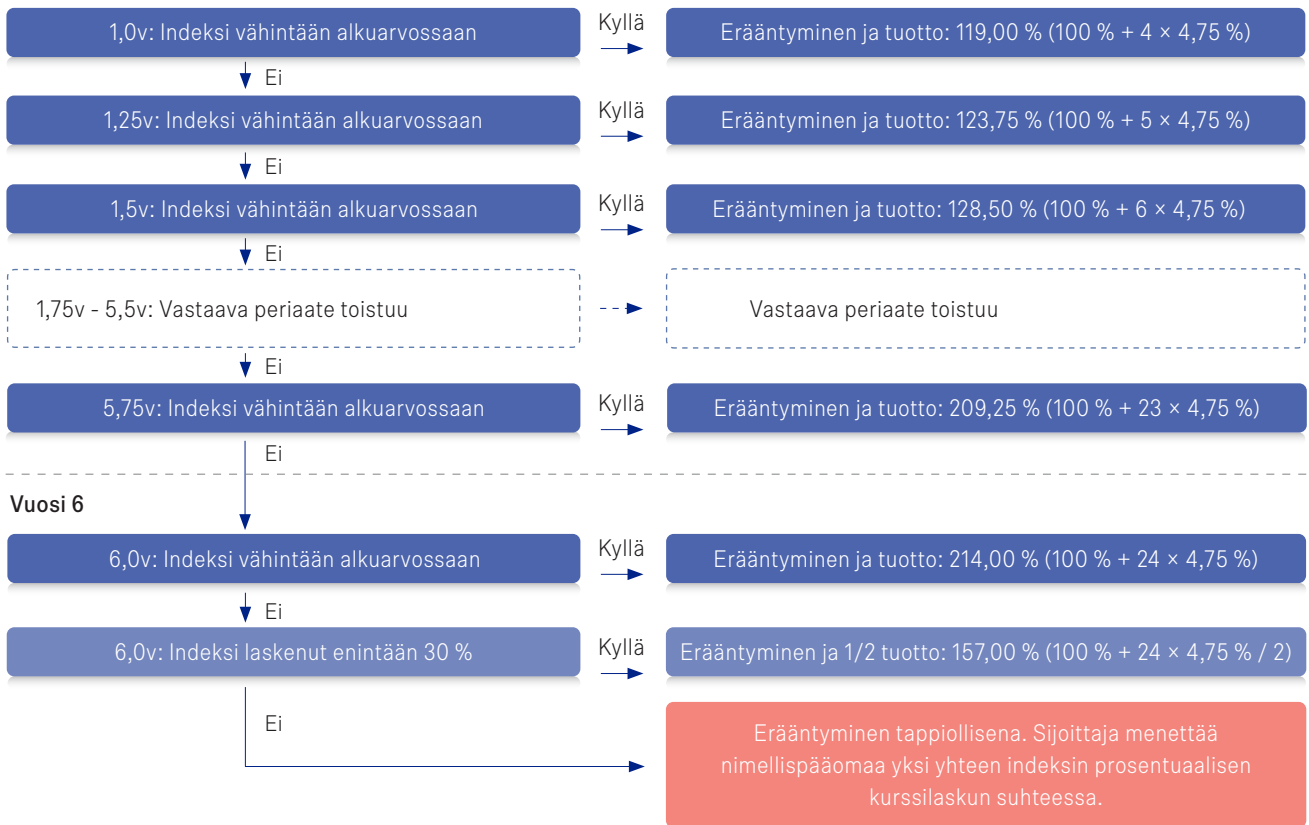 1,0v: Indeksi vähintään alkuarvossaan
Kyllä
Erääntyminen ja tuotto: 119,00 % (100 % + 4 × 4,75 %)
Ei
1,25v: Indeksi vähintään alkuarvossaan
Kyllä
Erääntyminen ja tuotto: 123,75 % (100 % + 5 × 4,75 %)
Ei
1,5v: Indeksi vähintään alkuarvossaan
Kyllä
Erääntyminen ja tuotto: 128,50 % (100 % + 6 × 4,75 %)
Ei
1,75v - 5,5v: Vastaava periaate toistuu
Vastaava periaate toistuu
Ei
5,75v: Indeksi vähintään alkuarvossaan
Kyllä
Erääntyminen ja tuotto: 209,25 % (100 % + 23 × 4,75 %)
Ei
Vuosi 6
6,0v: Indeksi vähintään alkuarvossaan
Kyllä
Erääntyminen ja tuotto: 214,00 % (100 % + 24 × 4,75 %)
Ei
6,0v: Indeksi laskenut enintään 30 %
Kyllä
Erääntyminen ja 1/2 tuotto: 157,00 % (100 % + 24 × 4,75 % / 2)
Ei
Erääntyminen tappiollisena. Sijoittaja menettää
nimellispääomaa yksi yhteen indeksin prosentuaalisen
kurssilaskun suhteessa.